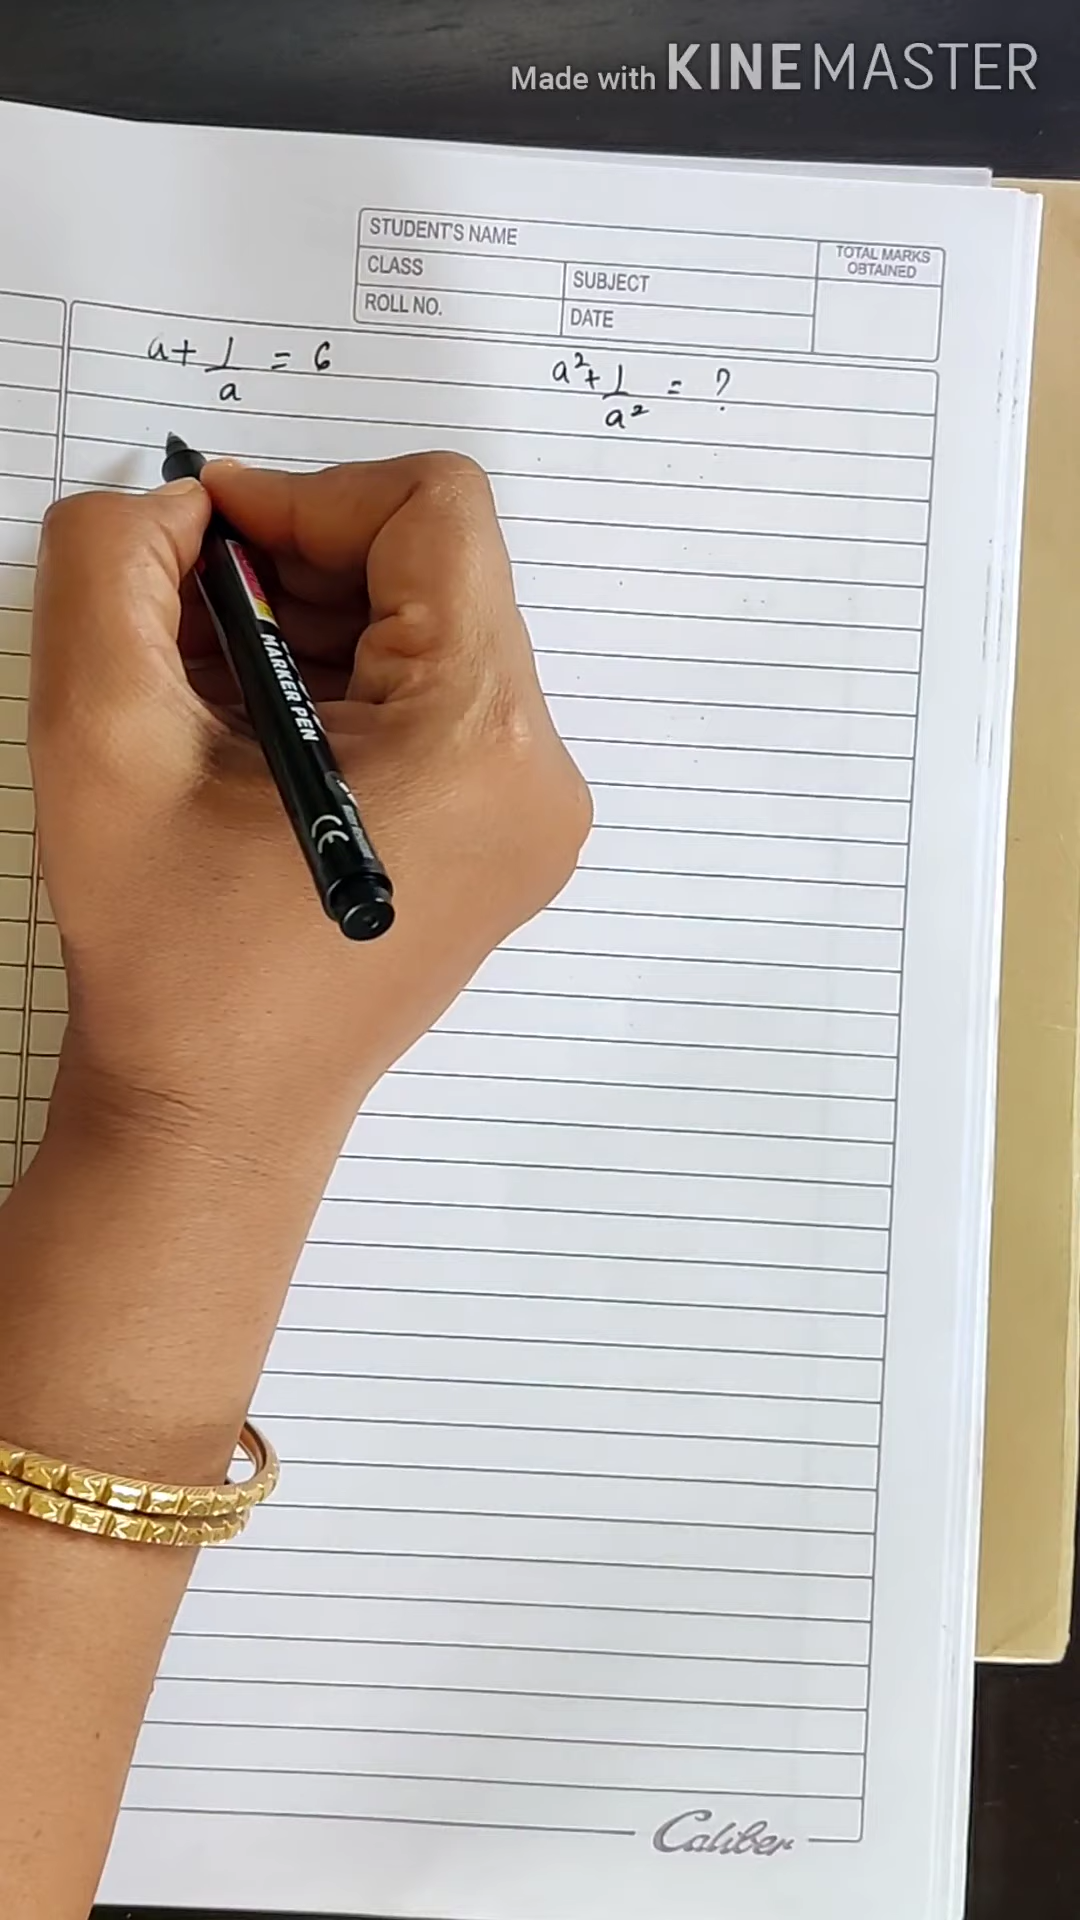 Made with KINEMASTER
STUDENT'S NAME
TOTAL MARKS
OBTAINED
CLASS
SUBJECT
ROLL NO.
DATE
a + 1/a = 6
a² + 1/a² = ?
MARKER PEN
CE
Caliber